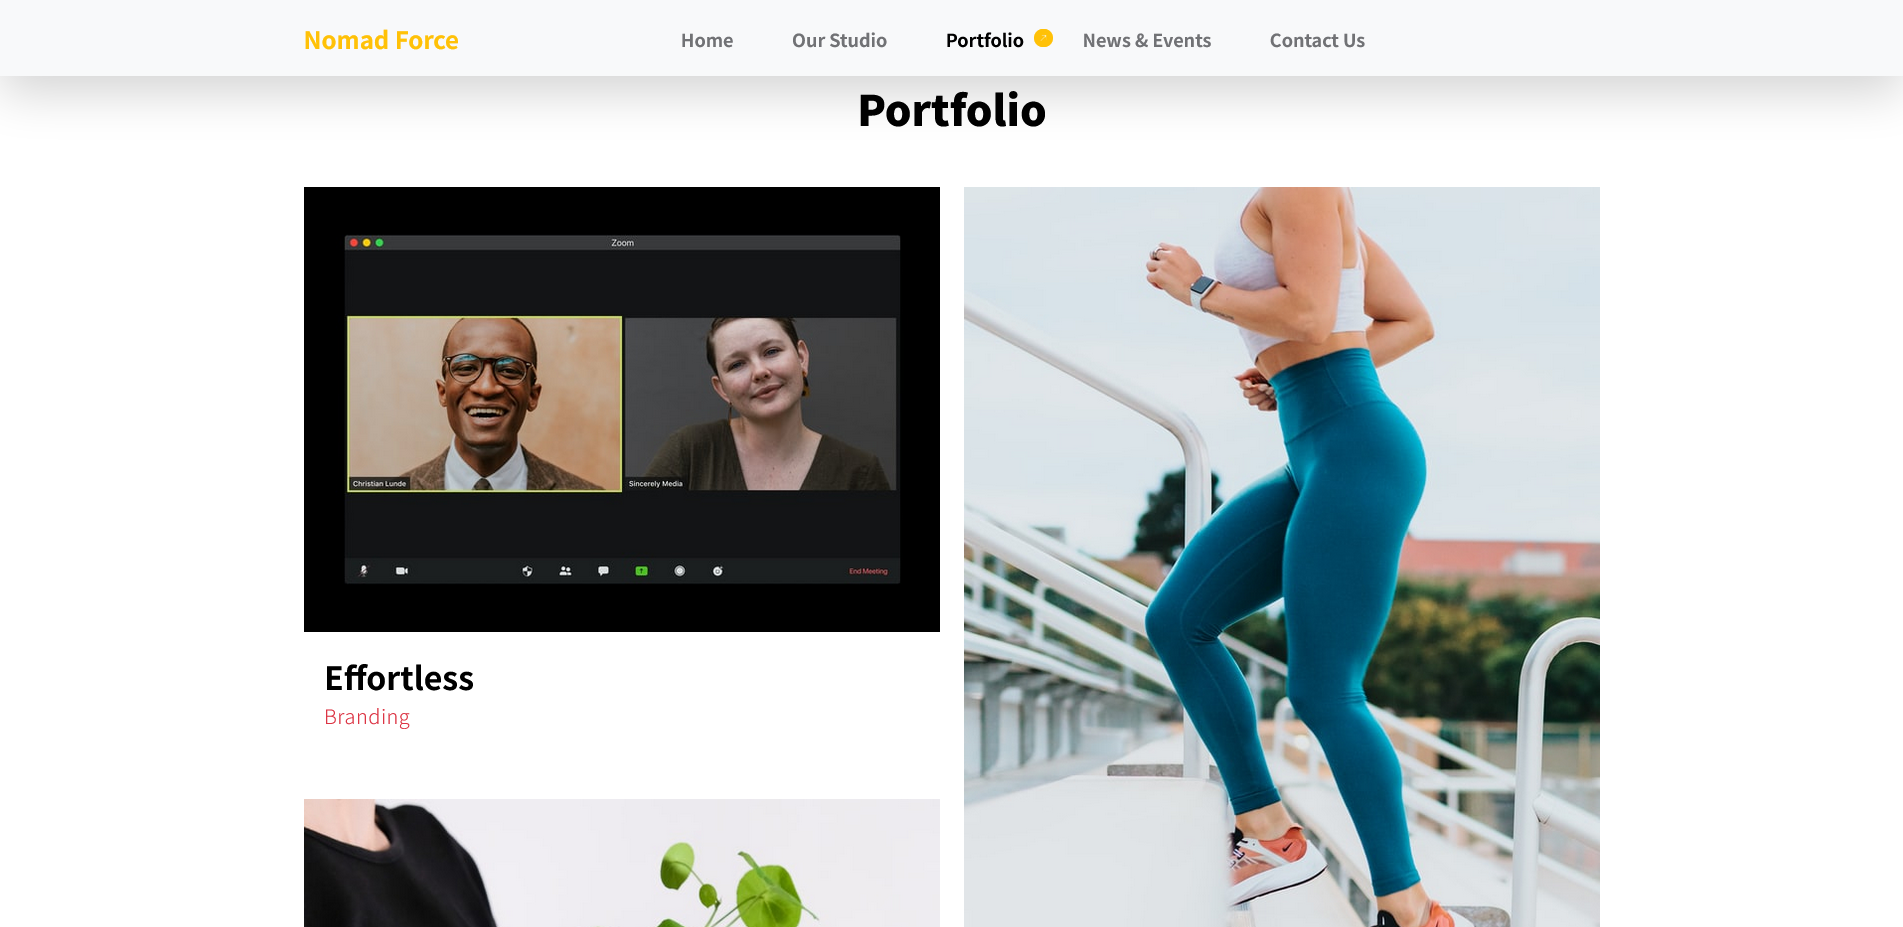 Nomad Force
Home
Our Studio
Portfolio
News & Events
Contact Us
Portfolio
Zoom
Christian Lunde
Sincerely Media
End Meeting
Effortless
Branding